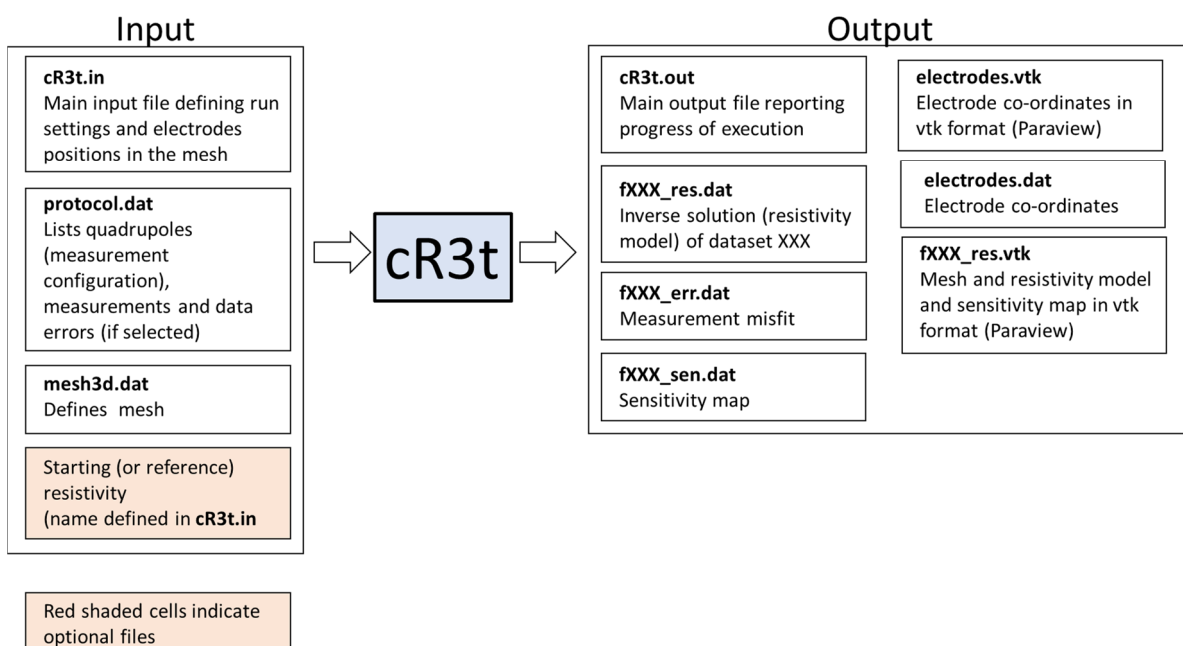 Input
cR3t.in
Main input file defining run
settings and electrodes
positions in the mesh
protocol.dat
Lists quadrupoles
(measurement
configuration),
measurements and data
errors (if selected)
mesh3d.dat
Defines mesh
Starting (or reference)
resistivity
(name defined in cR3t.in
Red shaded cells indicate
optional files
cR3t
Output
cR3t.out
Main output file reporting
progress of execution
fXXX_res.dat
Inverse solution (resistivity
model) of dataset XXX
fXXX_err.dat
Measurement misfit
fXXX_sen.dat
Sensitivity map
electrodes.vtk
Electrode co-ordinates in
vtk format (Paraview)
electrodes.dat
Electrode co-ordinates
fXXX_res.vtk
Mesh and resistivity model
and sensitivity map in vtk
format (Paraview)